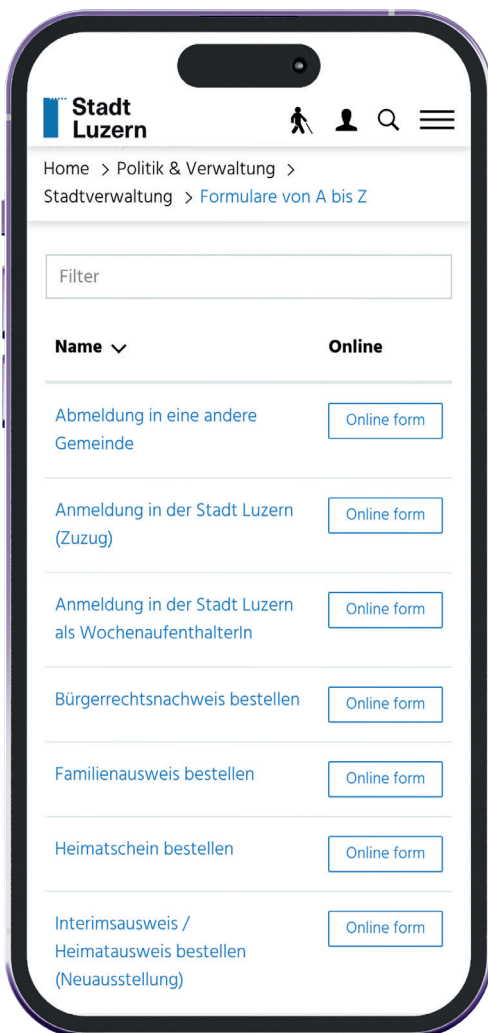 Stadt
Luzern
Home > Politik & Verwaltung >
Stadtverwaltung > Formulare von A bis Z
Filter
Name Online
Abmeldung in eine andere Online form
Gemeinde
Anmeldung in der Stadt Luzern Online form
(Zuzug)
Anmeldung in der Stadt Luzern Online form
als WochenaufenthalterIn
Bürgerrechtsnachweis bestellen Online form
Familienausweis bestellen Online form
Heimatschein bestellen Online form
Interimsausweis / Online form
Heimatausweis bestellen
(Neuausstellung)